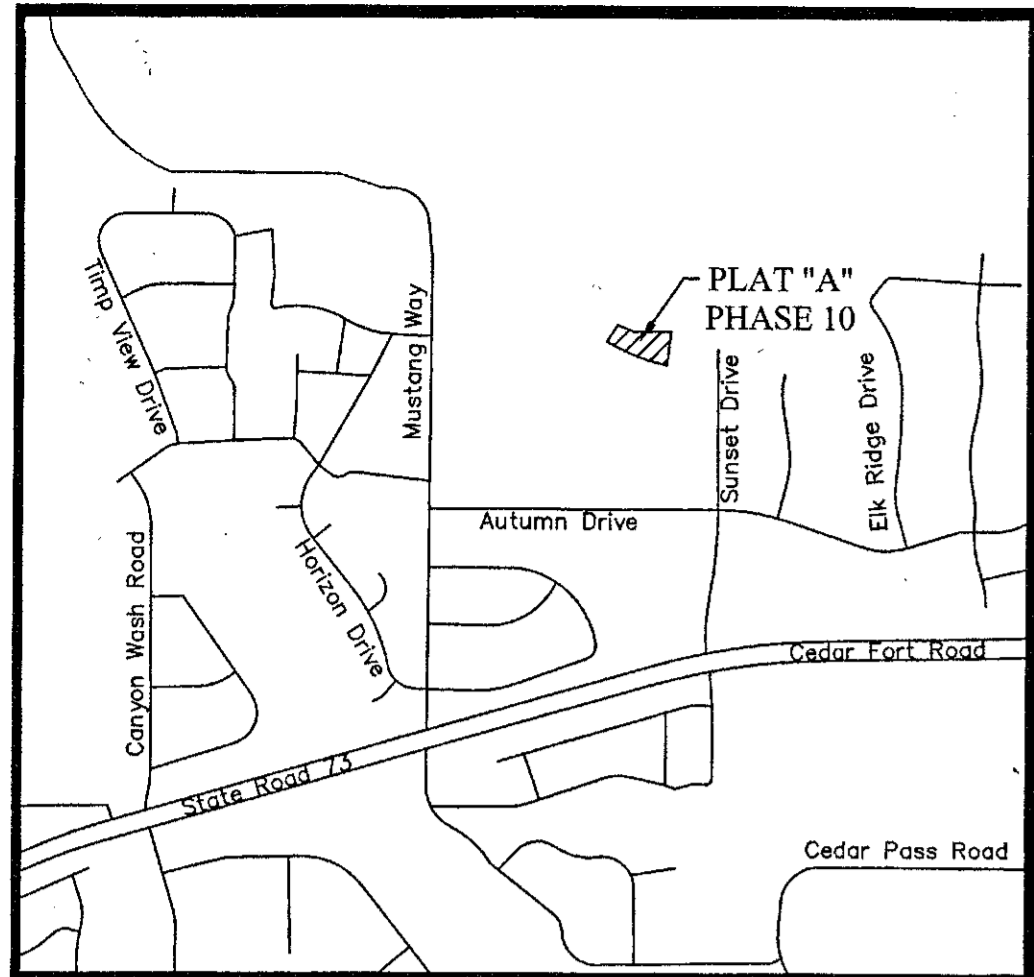 PLAT "A"
PHASE 10
Timp View Drive
Mustang Way
Sunset Drive
Elk Ridge Drive
Autumn Drive
Horizon Drive
Canyon Wash Road
Cedar Fort Road
State Road 73
Cedar Pass Road